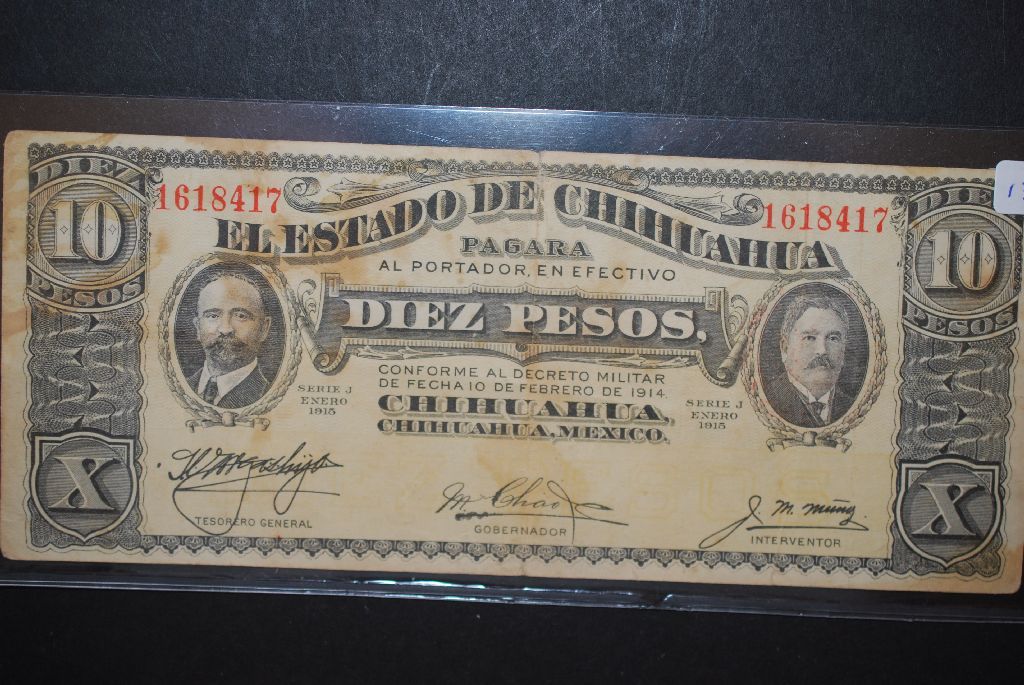 DIEZ
10
PESOS
1618417
EL ESTADO DE CHIHUAHUA
1618417
DIEZ
10
PESOS
PAGARA
AL PORTADOR, EN EFECTIVO
DIEZ PESOS.
CONFORME AL DECRETO MILITAR
DE FECHA 10 DE FEBRERO DE 1914.
CHIHUAHUA,
CHIHUAHUA, MEXICO.
SERIE J
ENERO
1915
SERIE J
ENERO
1915
X
X
TESORERO GENERAL
M Chao
GOBERNADOR
J. M. Muñoz
INTERVENTOR